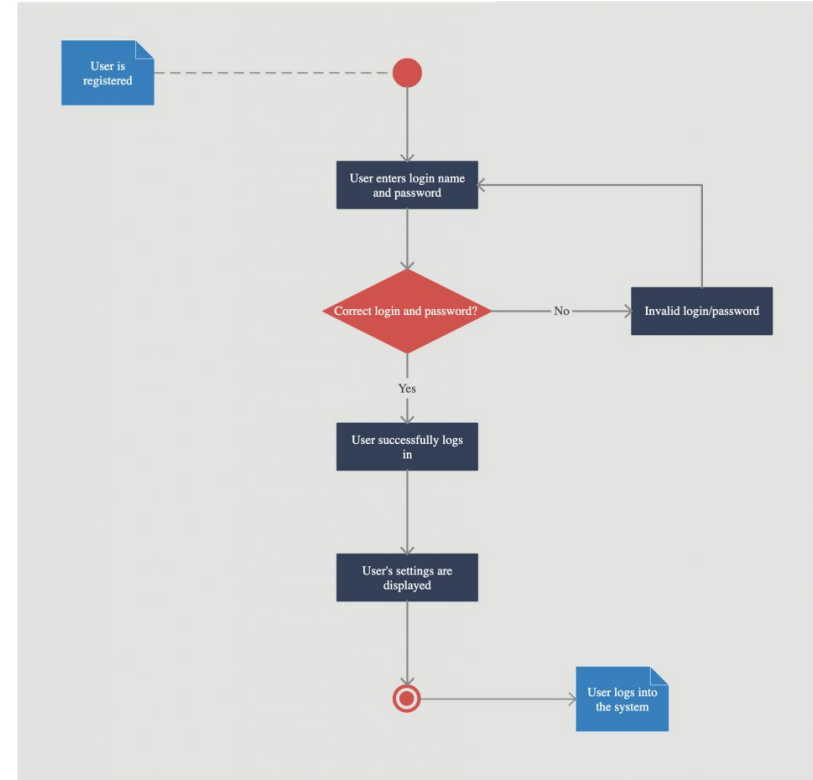 User is
registered
User enters login name
and password
Correct login and password?
No
Invalid login/password
Yes
User successfully logs
in
User's settings are
displayed
User logs into
the system